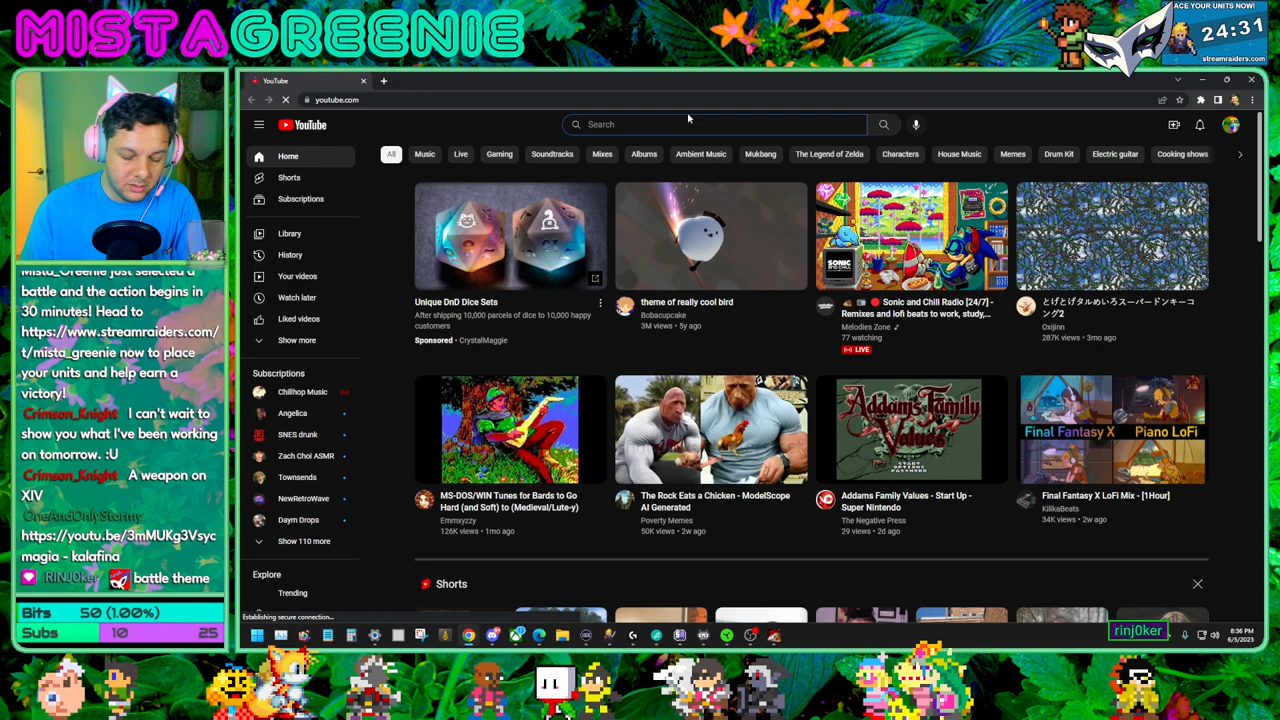 MISTAGREENIE
ACE YOUR UNITS NOW!
24:31
streamraiders.com
YouTube
youtube.com
YouTube
Search
Home
Shorts
Subscriptions
Library
History
Your videos
Watch later
Liked videos
Show more
Subscriptions
Chillhop Music
Angelica
SNES drunk
Zach Choi ASMR
Townsends
NewRetroWave
Daym Drops
Show 110 more
Explore
Trending
All
Music
Live
Gaming
Soundtracks
Mixes
Albums
Ambient Music
Mukbang
The Legend of Zelda
Characters
House Music
Memes
Drum Kit
Electric guitar
Cooking shows
Unique DnD Dice Sets
After shipping 10,000 parcels of dice to 10,000 happy
customers
Sponsored · CrystalMaggie
theme of really cool bird
Bobacupcake
3M views · 5y ago
SONIC
Sonic and Chill Radio [24/7] -
Remixes and lofi beats to work, study,...
Melodies Zone
77 watching
LIVE
とげとげタルめいろスーパードンキーコ
ング2
Oxijinn
287K views · 3mo ago
MS-DOS/WIN Tunes for Bards to Go
Hard (and Soft) to (Medieval/Lute-y)
Emmxyzzy
126K views · 1mo ago
The Rock Eats a Chicken - ModelScope
AI Generated
Poverty Memes
50K views · 2w ago
Addams Family
Values
START
OPTIONS
PASSWORD
Addams Family Values - Start Up -
Super Nintendo
The Negative Press
29 views · 2d ago
Final Fantasy X
Piano LoFi
Final Fantasy X LoFi Mix - [1Hour]
KilikaBeats
34K views · 2w ago
Shorts
Establishing secure connection...
8:36 PM
6/5/2023
rinj0ker
Mista_Greenie just selected a
battle and the action begins in
30 minutes! Head to
https://www.streamraiders.com/
t/mista_greenie now to place
your units and help earn a
victory!
Crimson_Knight I can't wait to
show you what I've been working
on tomorrow. :U
Crimson_Knight A weapon on
XIV
OneAndOnlyStormy
https://youtu.be/3mMUKg3Vsyc
magia - kalafina
RINJ0ker battle theme
Bits 50 (1.00%)
Subs 10 25